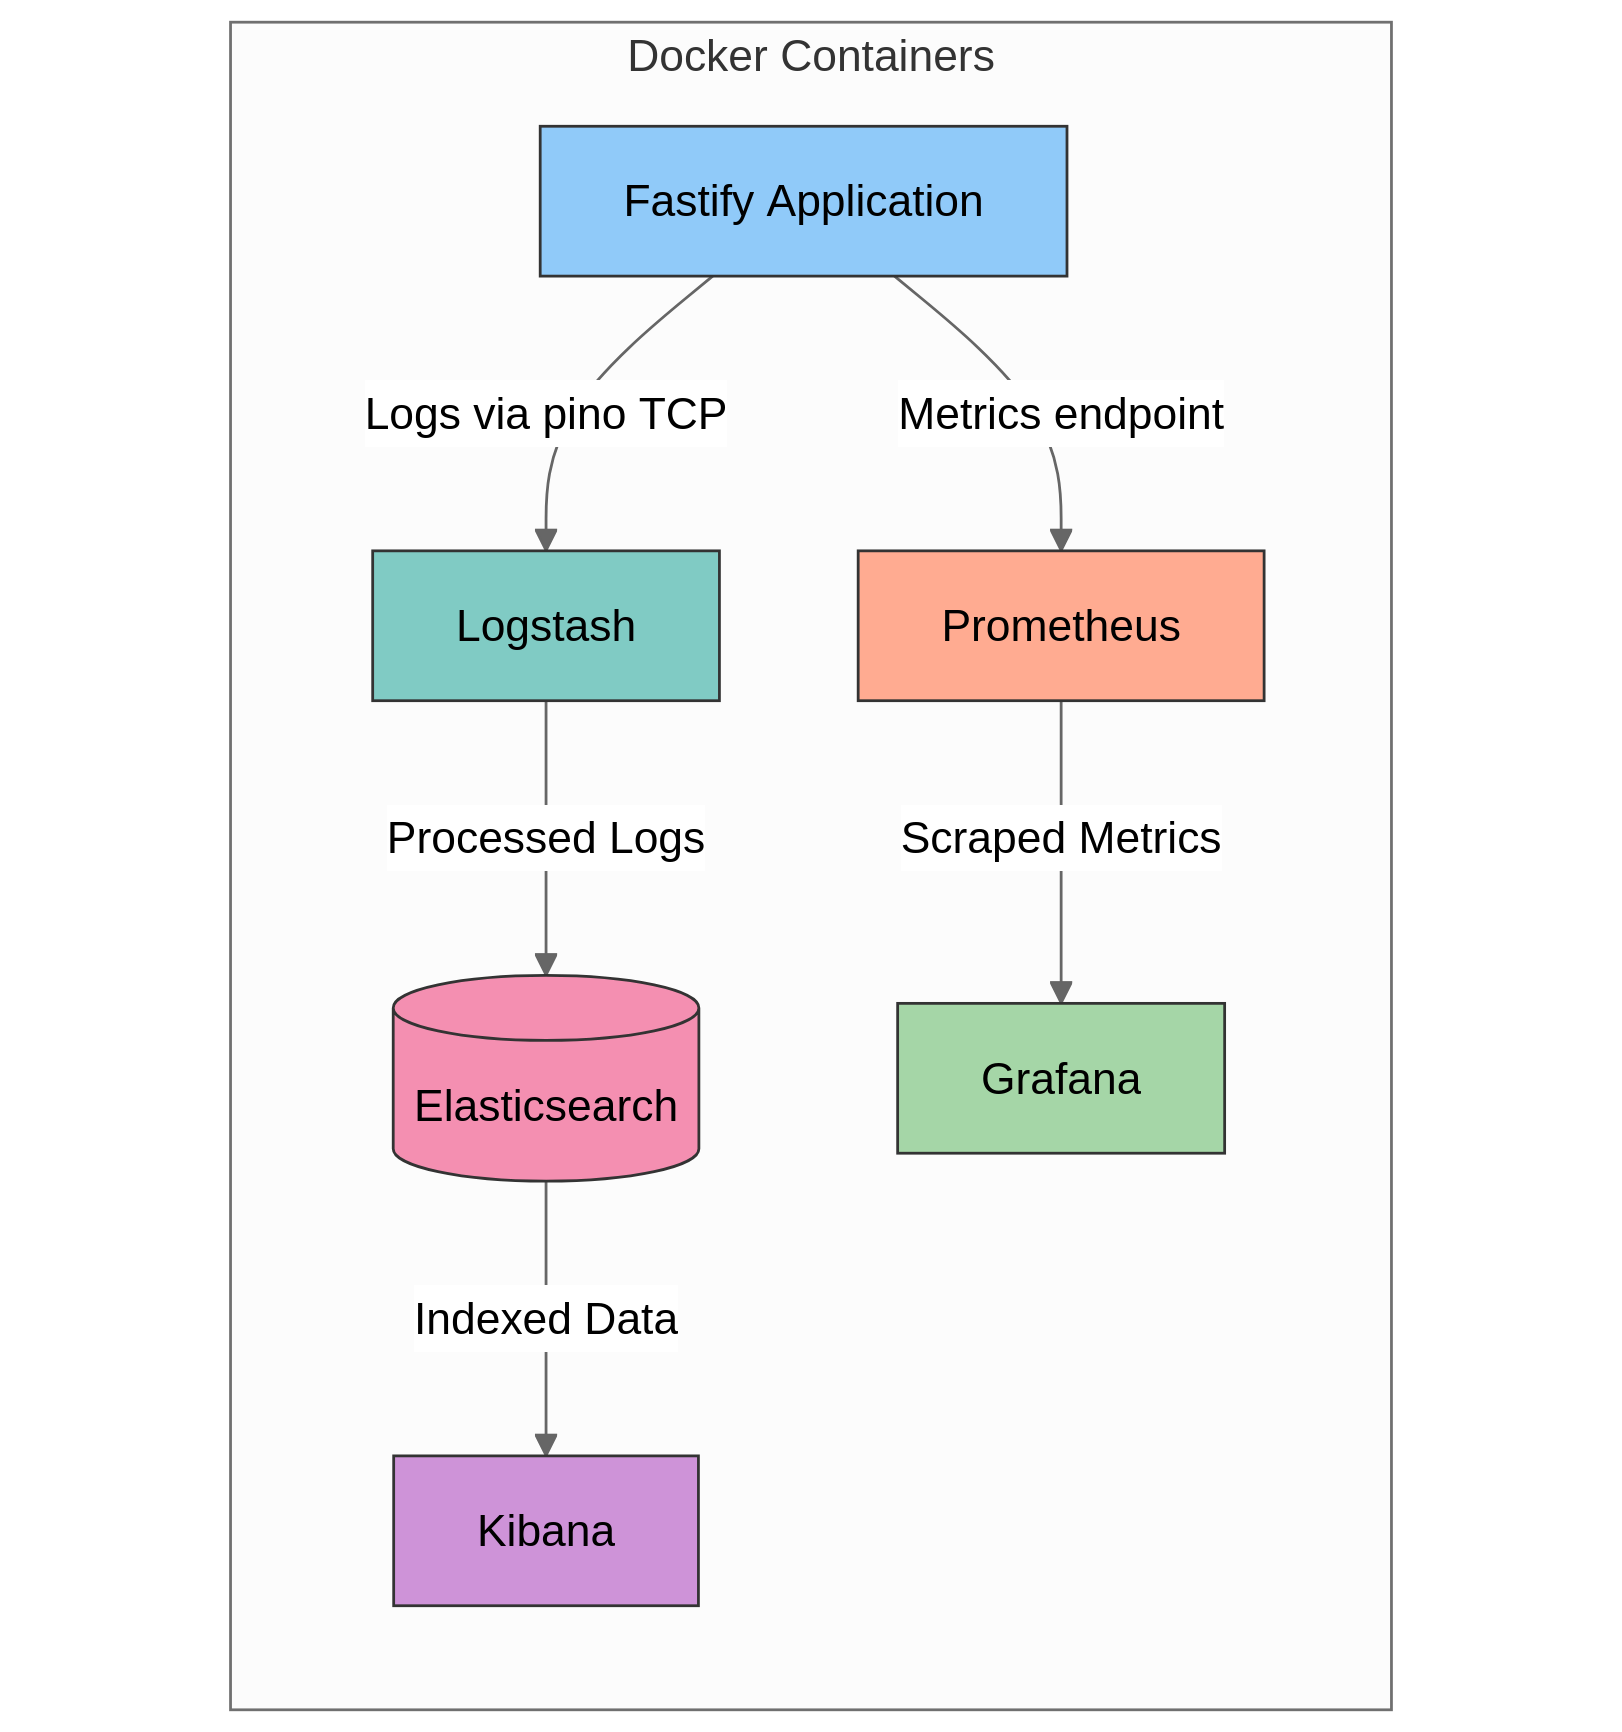 Docker Containers
Fastify Application
Logs via pino TCP
Metrics endpoint
Logstash
Prometheus
Processed Logs
Scraped Metrics
Elasticsearch
Grafana
Indexed Data
Kibana